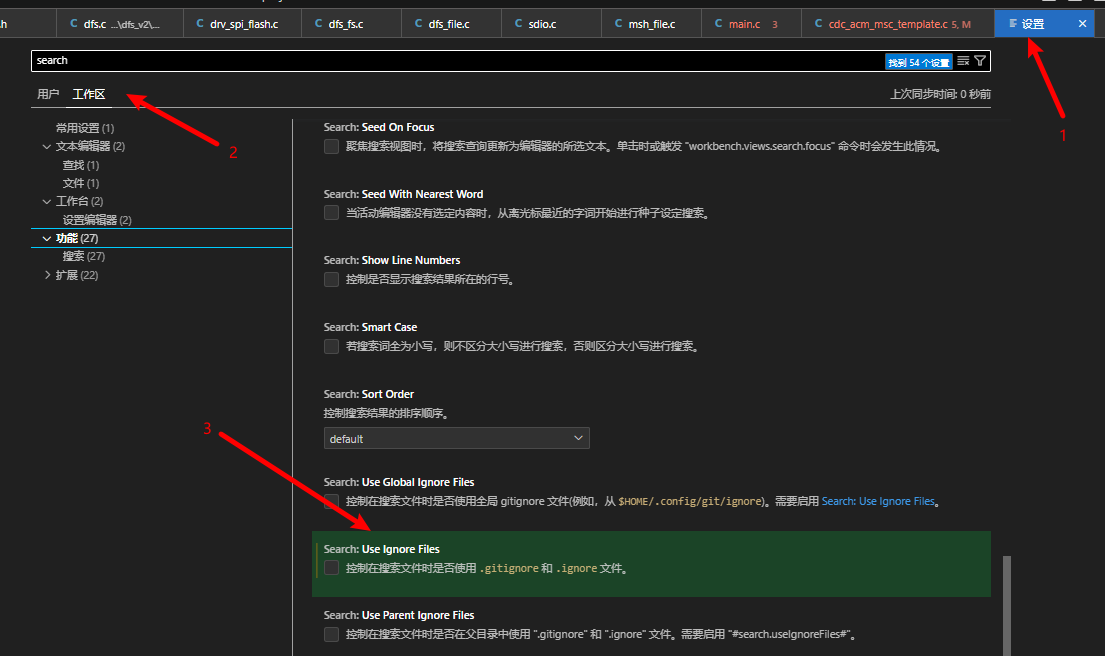 .h
dfs.c ...\dfs_v2\...
drv_spi_flash.c
dfs_fs.c
dfs_file.c
sdio.c
msh_file.c
main.c 3
cdc_acm_msc_template.c 5, M
设置
search
找到 54 个设置
用户
工作区
上次同步时间: 0 秒前
1
2
常用设置 (1)
文本编辑器 (2)
查找 (1)
文件 (1)
工作台 (2)
设置编辑器 (2)
功能 (27)
搜索 (27)
扩展 (22)
Search: Seed On Focus
聚焦搜索视图时，将搜索查询更新为编辑器的所选文本。单击时或触发 "workbench.views.search.focus" 命令时会发生此情况。
Search: Seed With Nearest Word
当活动编辑器没有选定内容时，从离光标最近的字词开始进行种子设定搜索。
Search: Show Line Numbers
控制是否显示搜索结果所在的行号。
Search: Smart Case
若搜索词全为小写，则不区分大小写进行搜索，否则区分大小写进行搜索。
Search: Sort Order
控制搜索结果的排序顺序。
default
3
Search: Use Global Ignore Files
控制在搜索文件时是否使用全局 gitignore 文件(例如，从 $HOME/.config/git/ignore)。需要启用 Search: Use Ignore Files。
Search: Use Ignore Files
控制在搜索文件时是否使用 .gitignore 和 .ignore 文件。
Search: Use Parent Ignore Files
控制在搜索文件时是否在父目录中使用 ".gitignore" 和 ".ignore" 文件。需要启用 "#search.useIgnoreFiles#"。